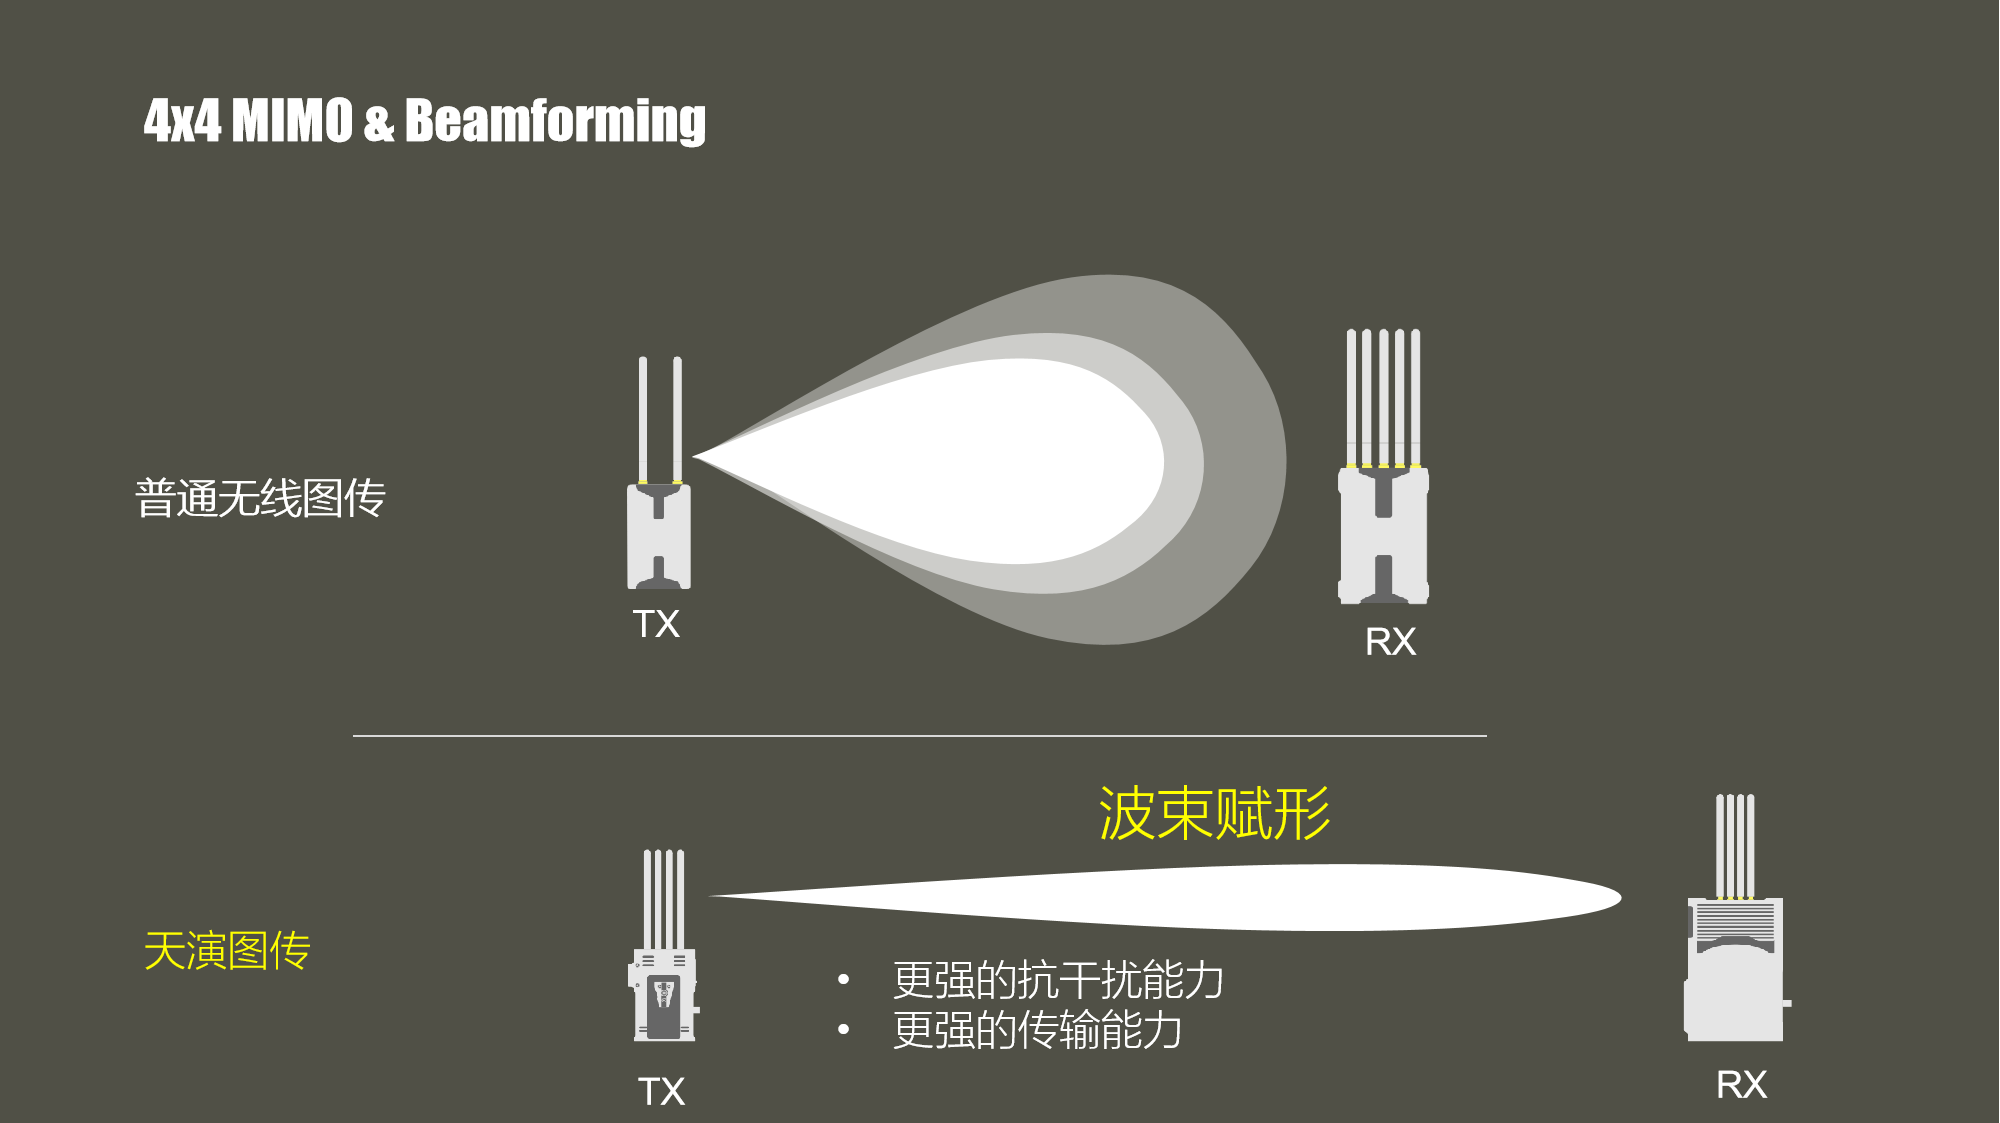 4x4 MIMO & Beamforming
普通无线图传
TX
RX
波束赋形
天演图传
• 更强的抗干扰能力
• 更强的传输能力
TX
RX